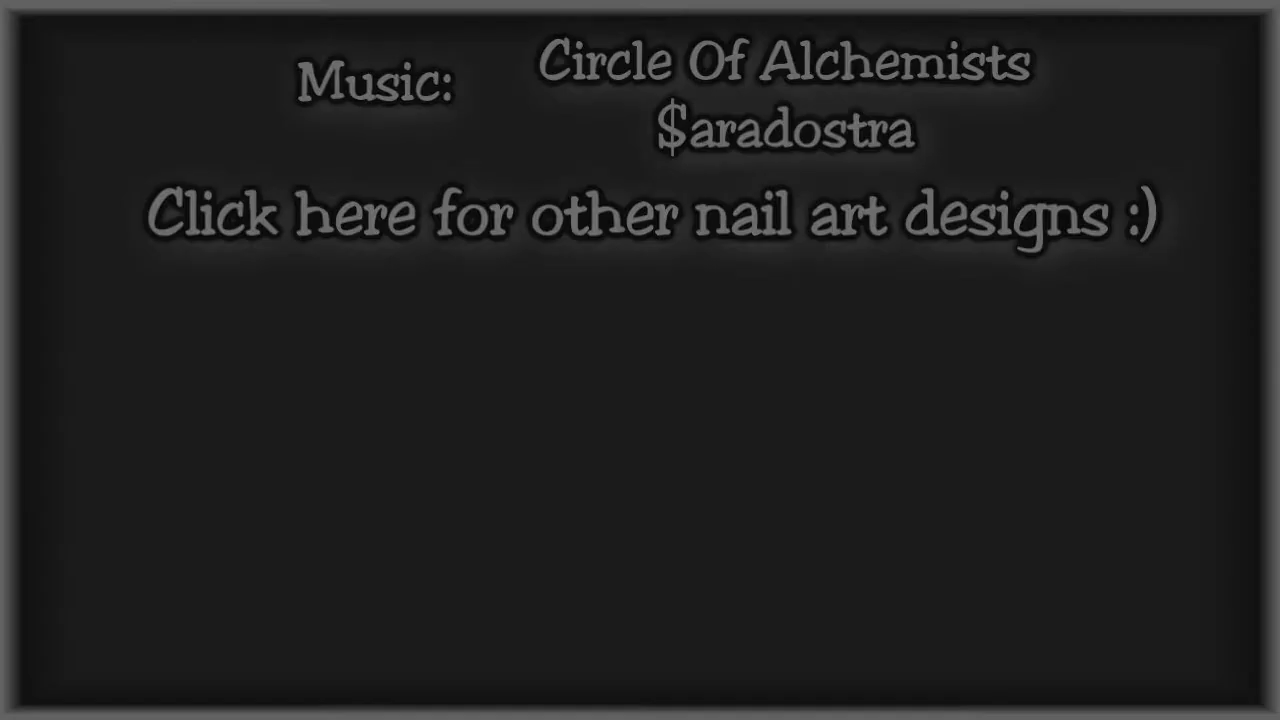 Music:
Circle Of Alchemists
$aradostra
Click here for other nail art designs :)